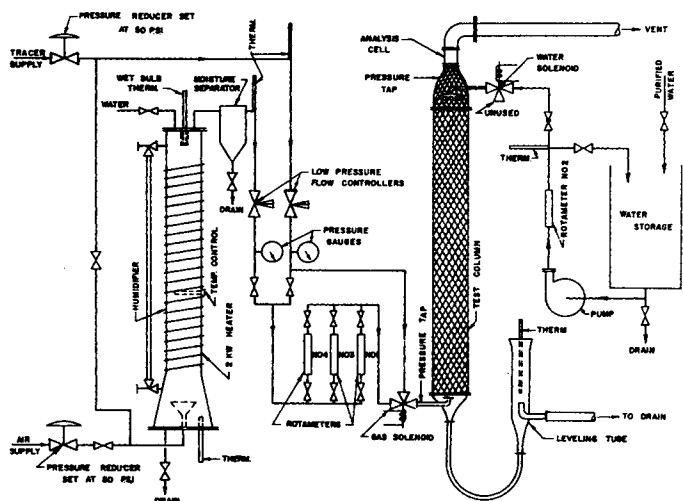 PRESSURE REDUCER SET
AT 50 PSI
TRACER
SUPPLY
WET BULB
THERM.
MOISTURE
SEPARATOR
THERM.
WATER
DRAIN
LOW PRESSURE
FLOW CONTROLLERS
PRESSURE
GAUGES
HUMIDIFIER
TEMP. CONTROL
2 KW HEATER
NO4
NO3
NO1
ROTAMETERS
AIR
SUPPLY
PRESSURE REDUCER
SET AT 80 PSI
DRAIN
THERM.
ANALYSIS
CELL
PRESSURE
TAP
VENT
WATER
SOLENOID
UNUSED
PURIFIED
WATER
THERM.
ROTAMETER NO2
WATER
STORAGE
PUMP
DRAIN
TEST COLUMN
PRESSURE TAP
GAS SOLENOID
THERM
TO DRAIN
LEVELING TUBE